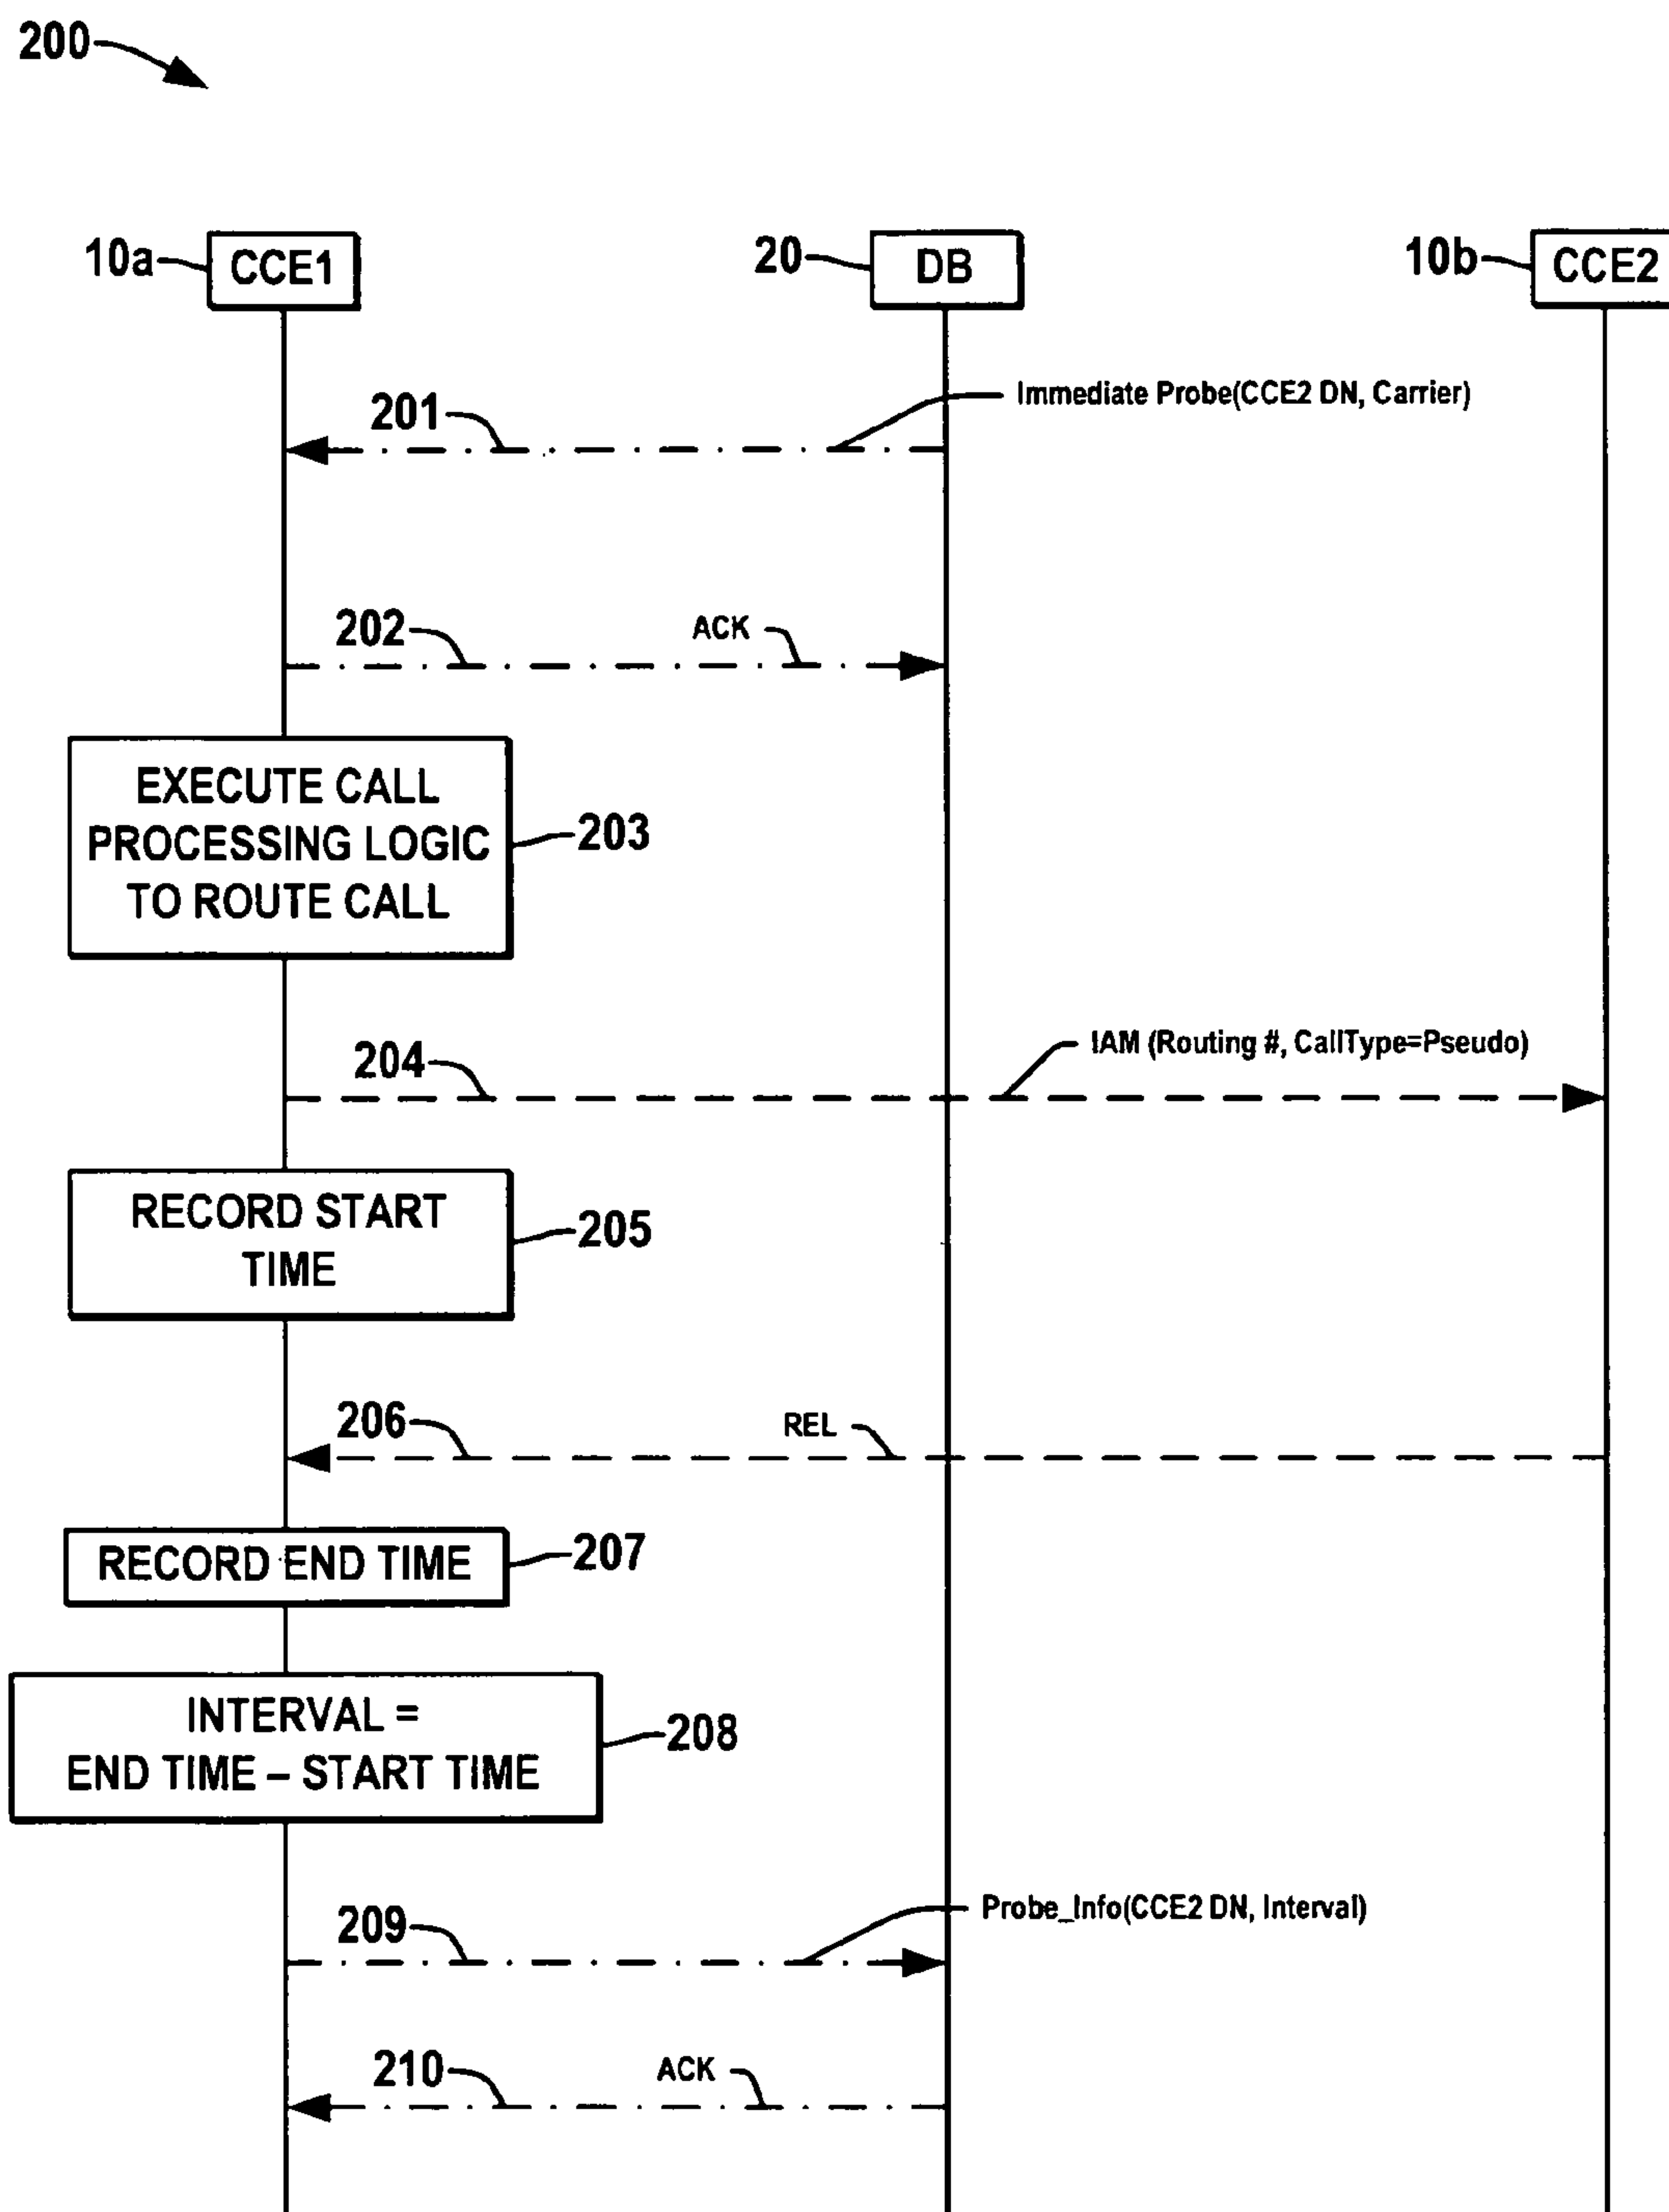 200
10a
CCE1
20
DB
10b
CCE2
Immediate Probe(CCE2 DN, Carrier)
201
202
ACK
EXECUTE CALL
PROCESSING LOGIC
TO ROUTE CALL
203
IAM (Routing #, CallType=Pseudo)
204
RECORD START
TIME
205
206
REL
RECORD END TIME
207
INTERVAL =
END TIME – START TIME
208
Probe_Info(CCE2 DN, Interval)
209
210
ACK